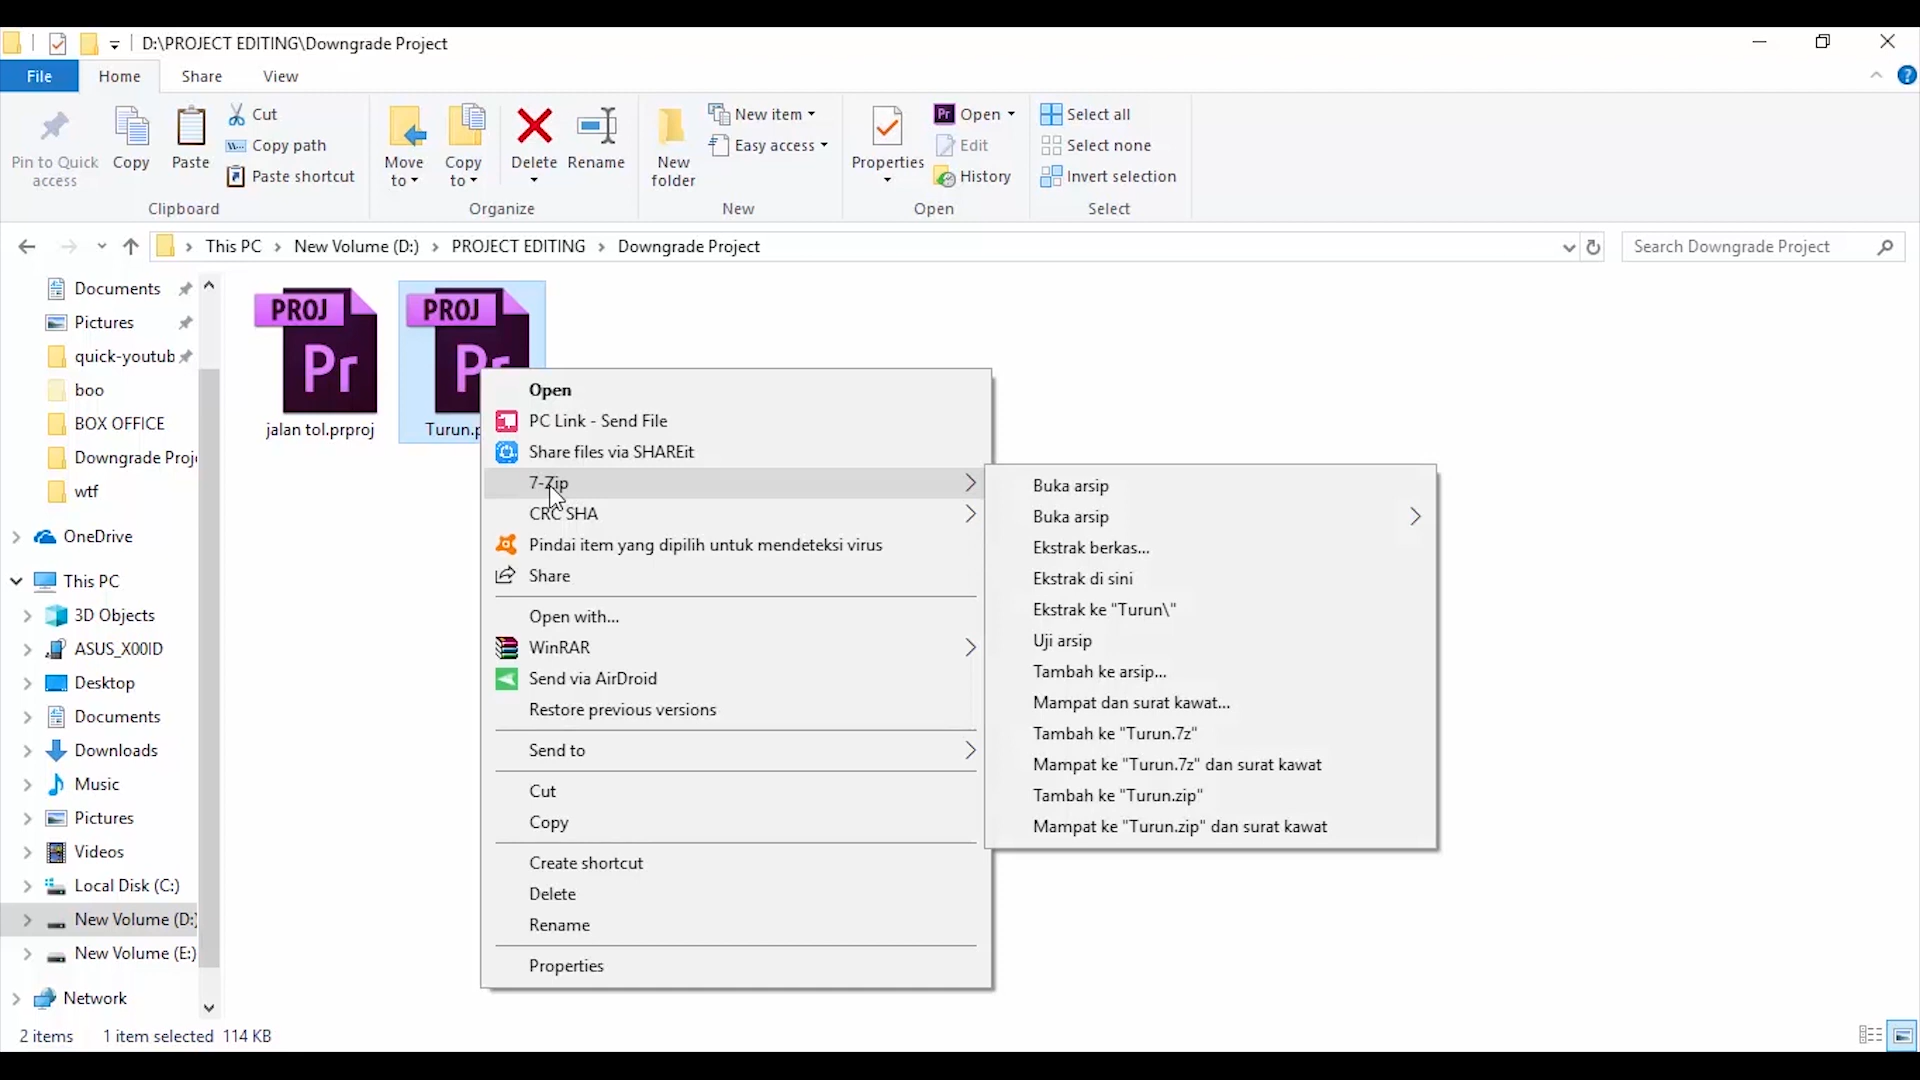 D:\PROJECT EDITING\Downgrade Project
File
Home
Share
View
Pin to Quick
access
Copy
Paste
Cut
Copy path
Paste shortcut
Clipboard
Move
to
Copy
to
Delete
Rename
Organize
New
folder
New item
Easy access
New
Properties
Pr
Open
Edit
History
Open
Select all
Select none
Invert selection
Select
This PC
New Volume (D:)
PROJECT EDITING
Downgrade Project
Search Downgrade Project
Documents
Pictures
quick-youtub
boo
BOX OFFICE
Downgrade Proj
wtf
OneDrive
This PC
3D Objects
ASUS_X00ID
Desktop
Documents
Downloads
Music
Pictures
Videos
Local Disk (C:)
New Volume (D:)
New Volume (E:)
Network
PROJ
Pr
jalan tol.prproj
PROJ
Pr
Turun.p
Open
PC Link - Send File
Share files via SHAREit
7-Zip
CRC SHA
Pindai item yang dipilih untuk mendeteksi virus
Share
Open with...
WinRAR
Send via AirDroid
Restore previous versions
Send to
Cut
Copy
Create shortcut
Delete
Rename
Properties
Buka arsip
Buka arsip
Ekstrak berkas...
Ekstrak di sini
Ekstrak ke "Turun\"
Uji arsip
Tambah ke arsip...
Mampat dan surat kawat...
Tambah ke "Turun.7z"
Mampat ke "Turun.7z" dan surat kawat
Tambah ke "Turun.zip"
Mampat ke "Turun.zip" dan surat kawat
2 items
1 item selected 114 KB